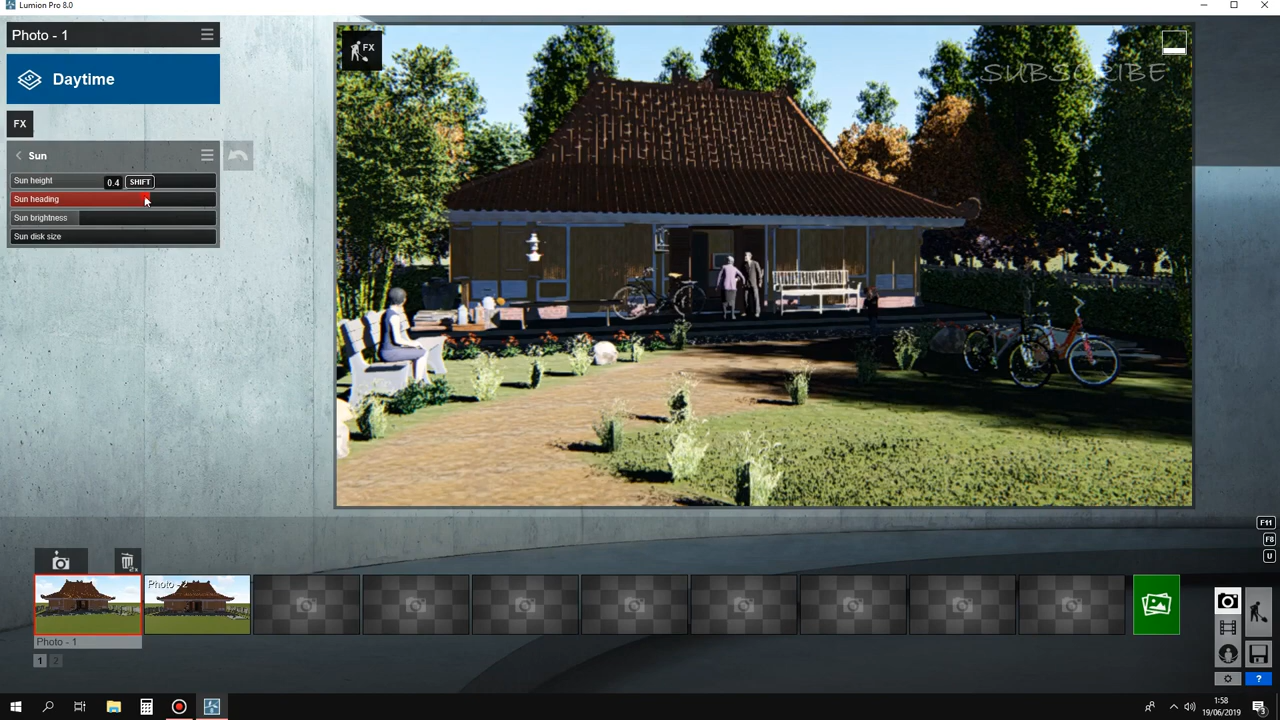 Lumion Pro 8.0
Photo - 1
Daytime
FX
Sun
Sun height
0.4 SHIFT
Sun heading
Sun brightness
Sun disk size
FX
SUBSCRIBE
F11
F8
U
Photo - 2
Photo - 1
1 2
?
1:58
19/06/2019
3